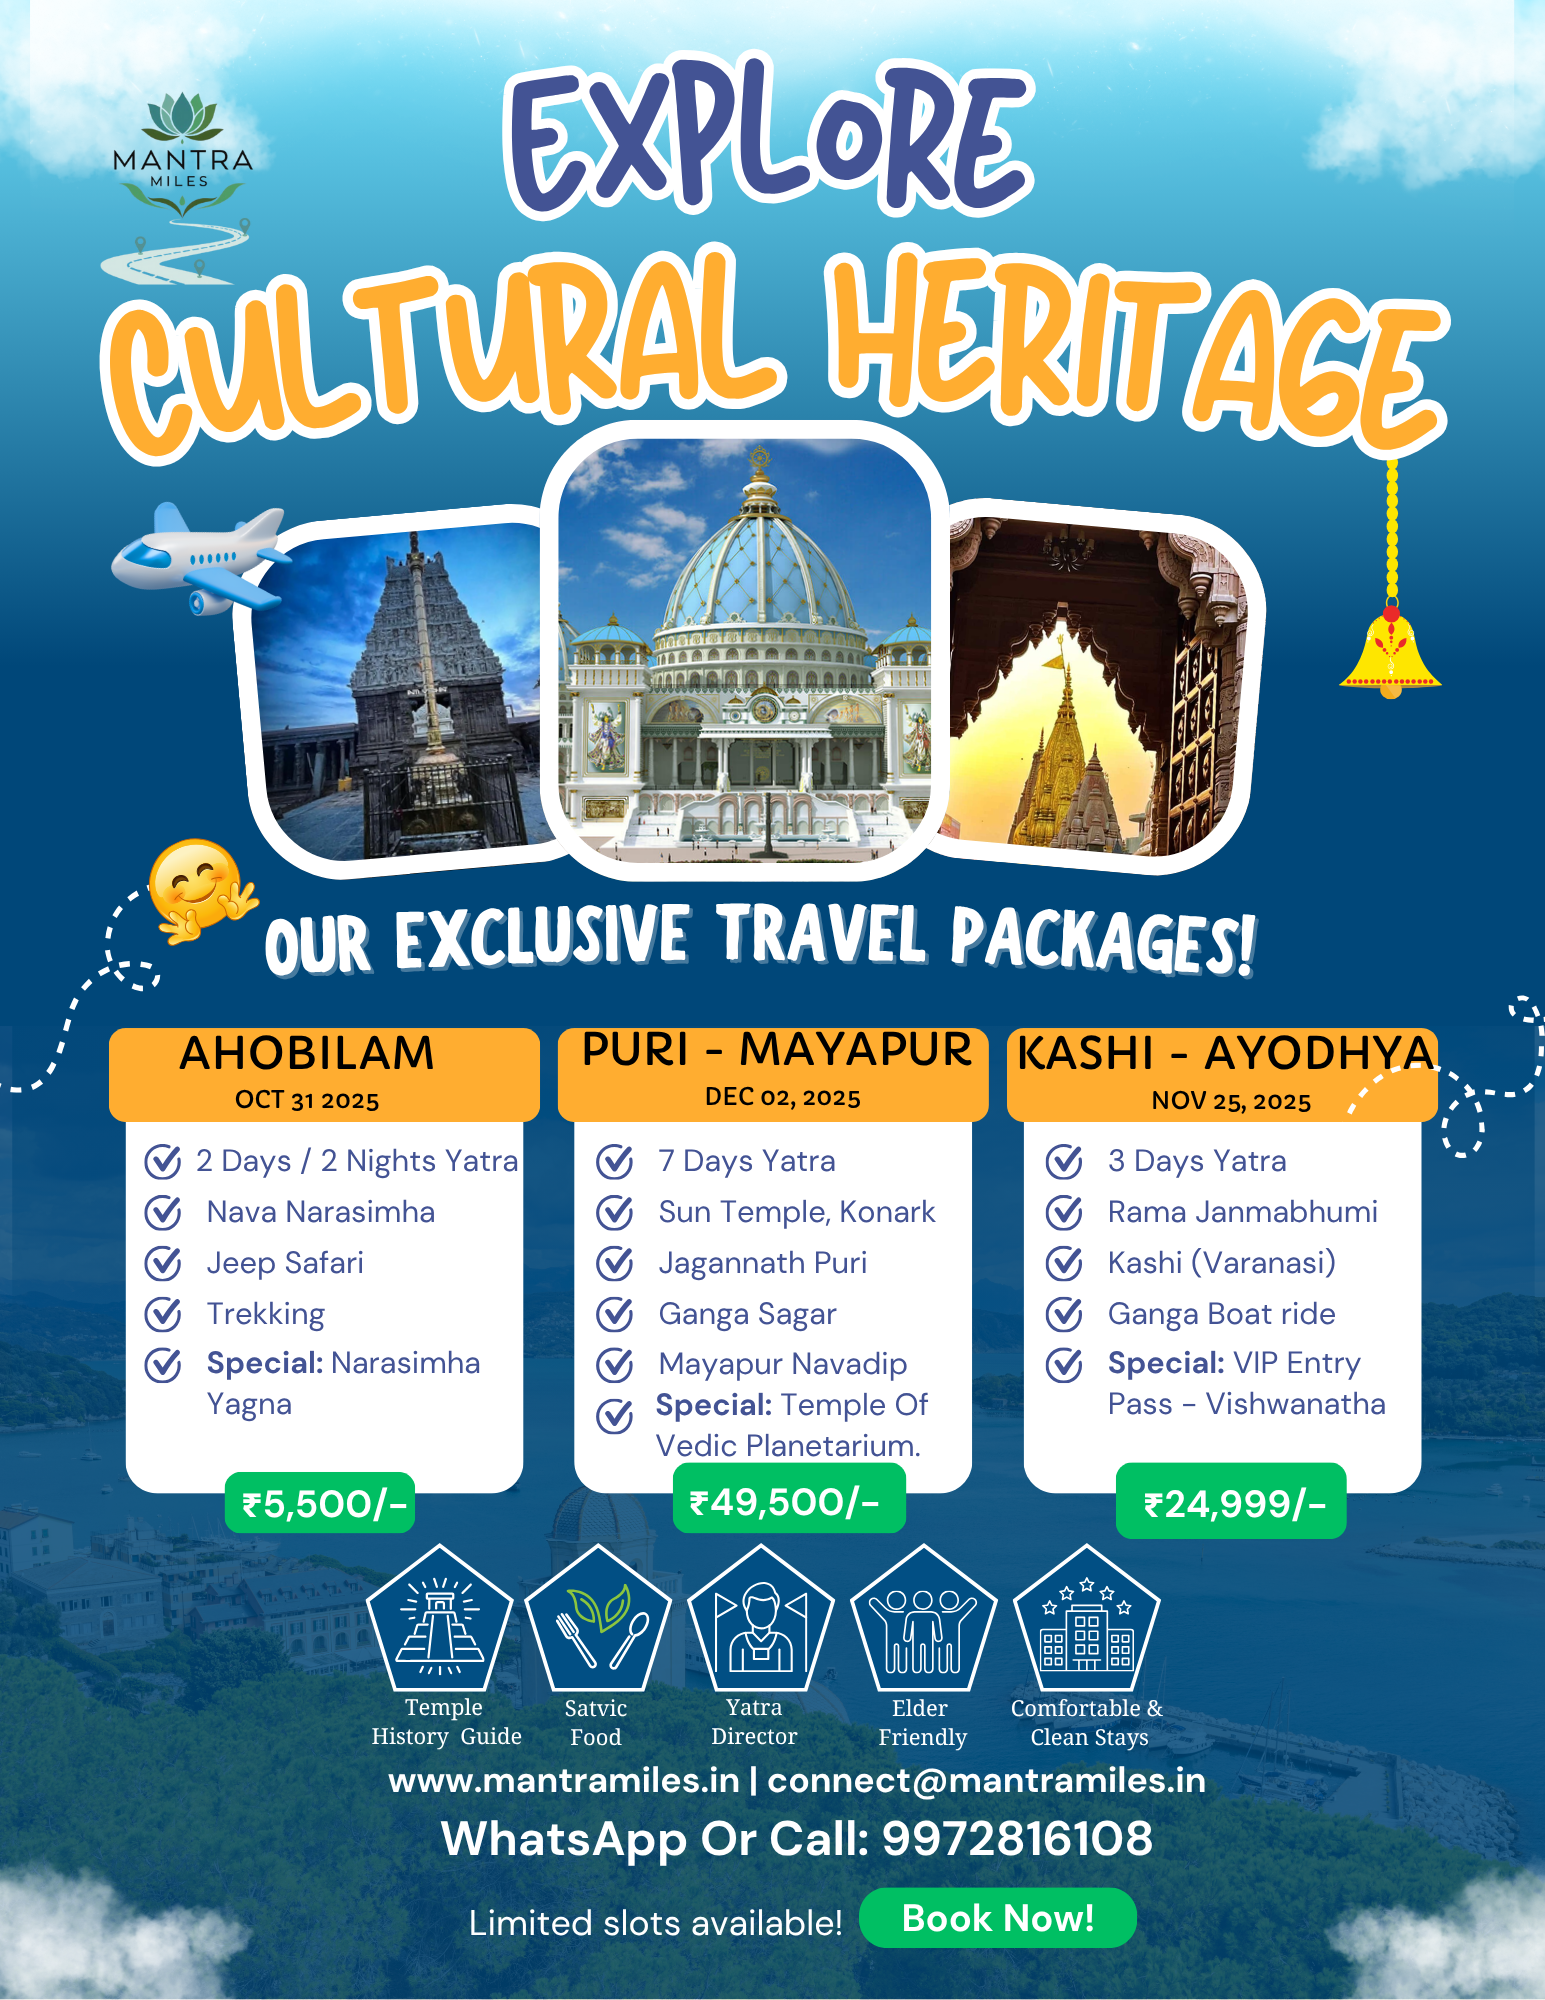 MANTRA
MILES
EXPLORE
CULTURAL HERITAGE
OUR EXCLUSIVE TRAVEL PACKAGES!
AHOBILAM
OCT 31 2025
2 Days / 2 Nights Yatra
Nava Narasimha
Jeep Safari
Trekking
Special: Narasimha
Yagna
₹5,500/-
PURI - MAYAPUR
DEC 02, 2025
7 Days Yatra
Sun Temple, Konark
Jagannath Puri
Ganga Sagar
Mayapur Navadip
Special: Temple Of
Vedic Planetarium.
₹49,500/-
KASHI - AYODHYA
NOV 25, 2025
3 Days Yatra
Rama Janmabhumi
Kashi (Varanasi)
Ganga Boat ride
Special: VIP Entry
Pass - Vishwanatha
₹24,999/-
Temple
History Guide
Satvic
Food
Yatra
Director
Elder
Friendly
Comfortable &
Clean Stays
www.mantramiles.in | connect@mantramiles.in
WhatsApp Or Call: 9972816108
Limited slots available!
Book Now!